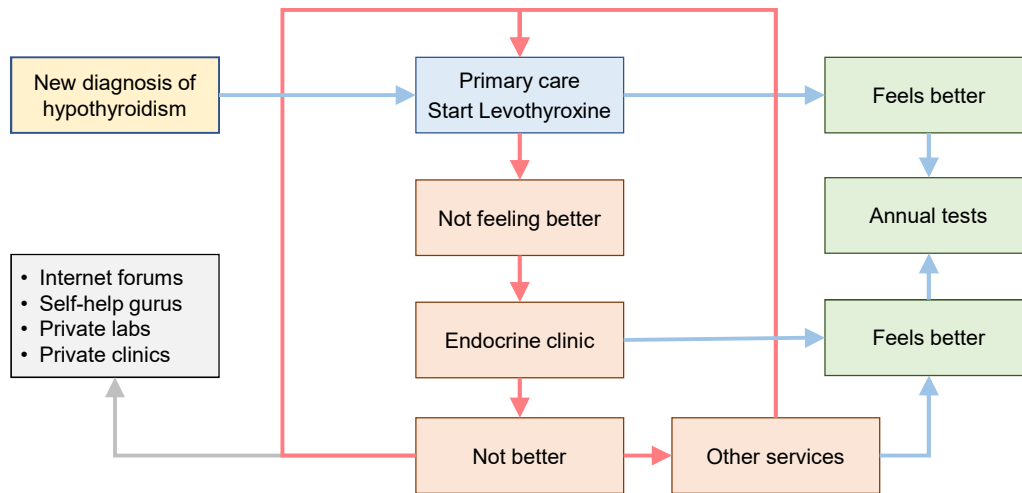 New diagnosis of
hypothyroidism
Primary care
Start Levothyroxine
Feels better
Not feeling better
Annual tests
• Internet forums
• Self-help gurus
• Private labs
• Private clinics
Endocrine clinic
Feels better
Not better
Other services